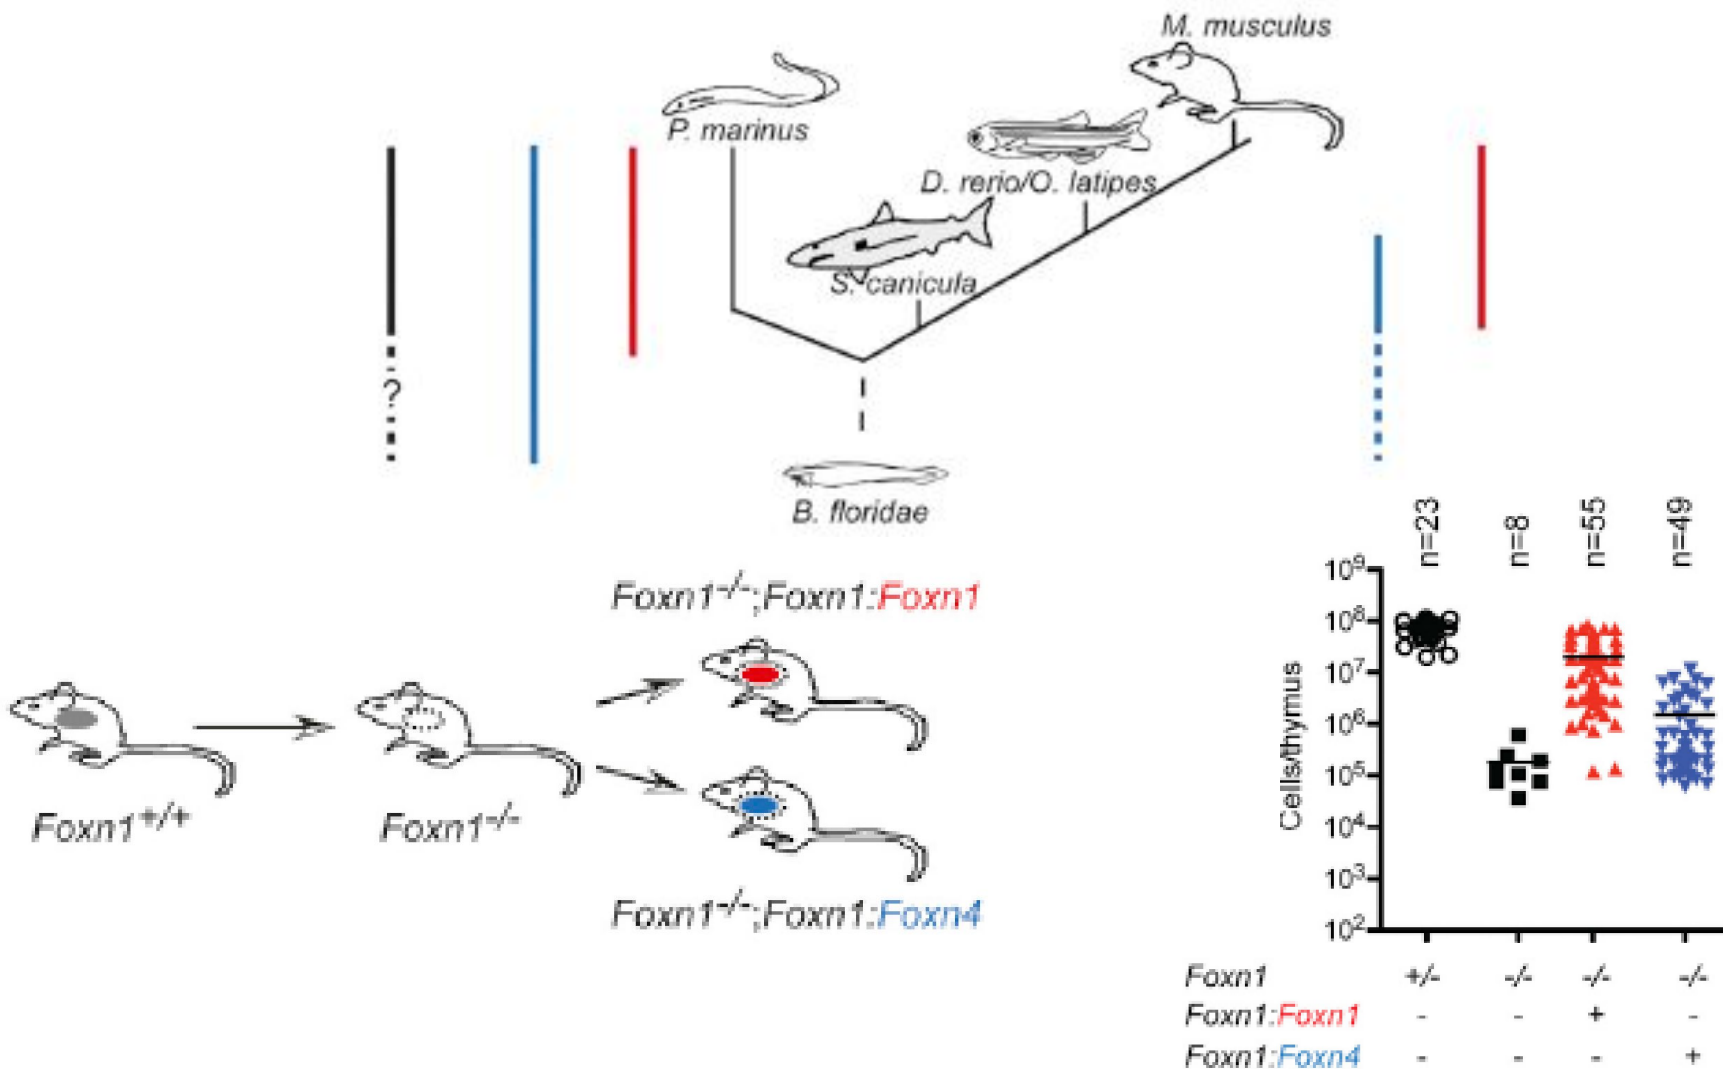 M. musculus
P. marinus
D. rerio/O. latipes
S. canicula
?
B. floridae
Foxn1-/-;Foxn1:Foxn1
Foxn1+/+
Foxn1-/-
Foxn1-/-;Foxn1:Foxn4
n=23
n=8
n=55
n=49
10⁹
10⁸
10⁷
10⁶
10⁵
10⁴
10³
10²
Cells/thymus
Foxn1 +/- -/- -/- -/-
Foxn1:Foxn1 - - + -
Foxn1:Foxn4 - - - +